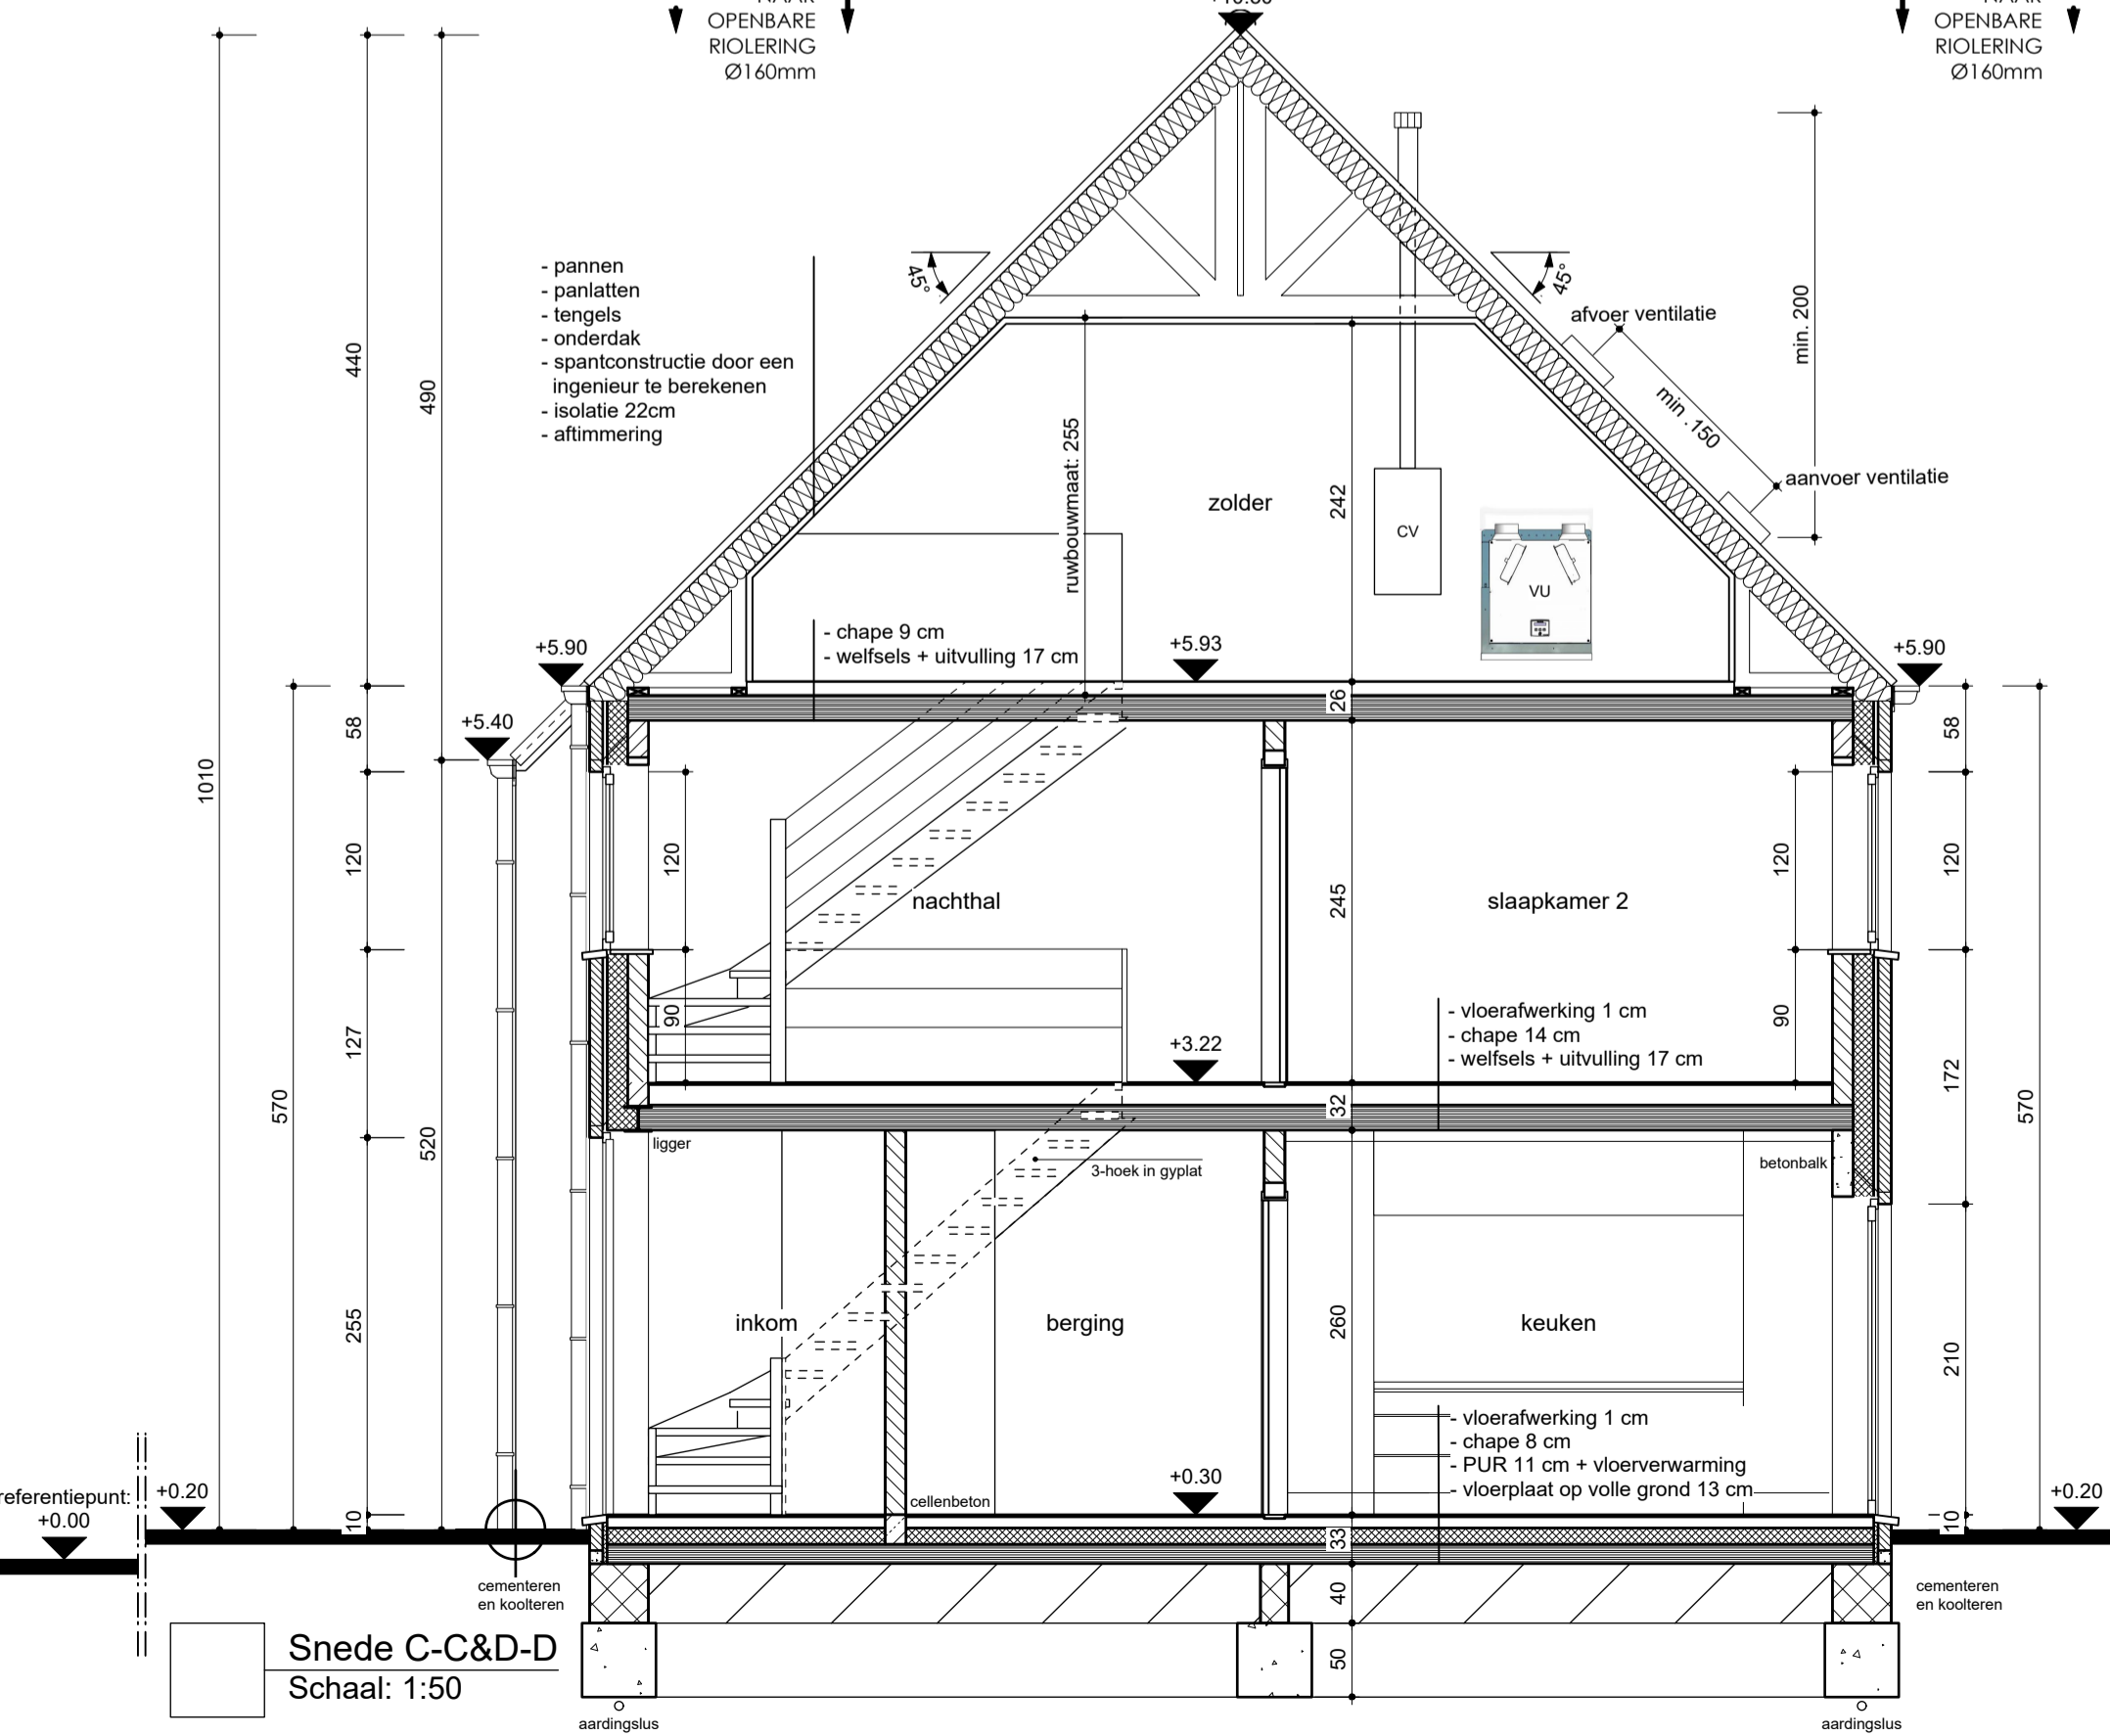 OPENBARE
RIOLERING
Ø160mm
OPENBARE
RIOLERING
Ø160mm
- pannen
- panlatten
- tengels
- onderdak
- spantconstructie door een
ingenieur te berekenen
- isolatie 22cm
- aftimmering
45°
45°
afvoer ventilatie
min. 200
min. 150
aanvoer ventilatie
440
490
ruwbouwmaat: 255
zolder
242
CV
VU
- chape 9 cm
- welfsels + uitvulling 17 cm
+5.93
+5.90
+5.90
+5.40
26
58
58
1010
120
120
120
120
nachthal
245
slaapkamer 2
90
90
- vloerafwerking 1 cm
- chape 14 cm
- welfsels + uitvulling 17 cm
+3.22
127
172
570
570
520
32
ligger
3-hoek in gyplat
betonbalk
255
inkom
berging
260
keuken
210
- vloerafwerking 1 cm
- chape 8 cm
- PUR 11 cm + vloerverwarming
- vloerplaat op volle grond 13 cm
+0.30
cellenbeton
referentiepunt:
+0.00
+0.20
+0.20
10
10
33
cementeren
en koolteren
40
cementeren
en koolteren
50
Snede C-C&D-D
Schaal: 1:50
aardingslus
aardingslus